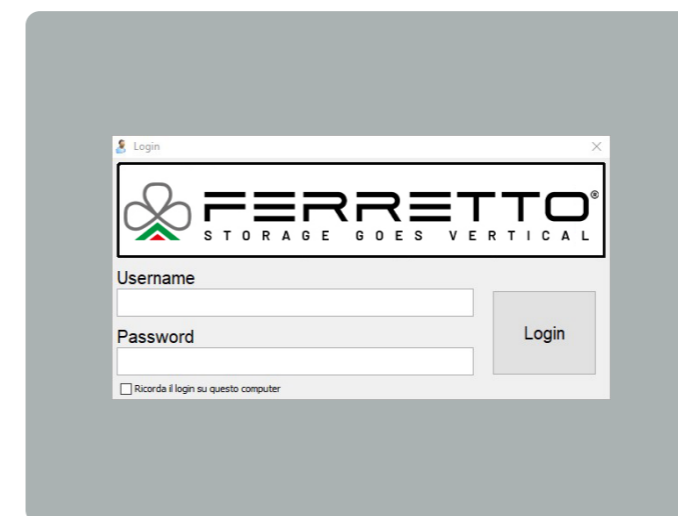 Login
FERRETTO®
STORAGE GOES VERTICAL
Username
Login
Password
Ricorda il login su questo computer